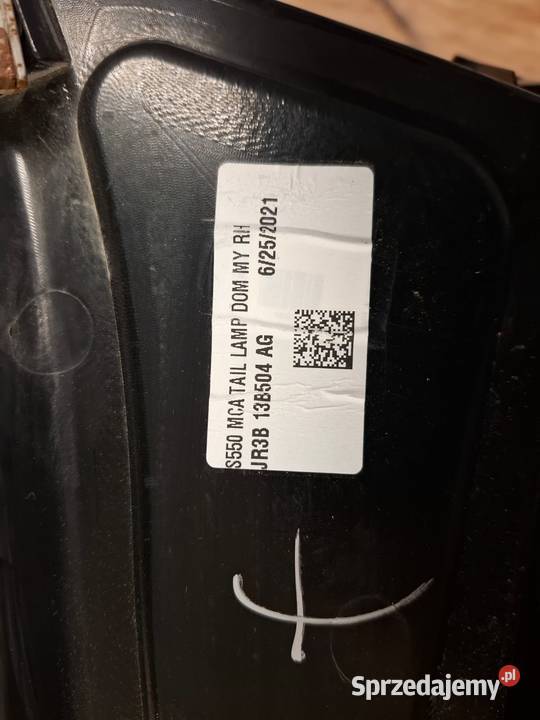 S550 MCA TAIL LAMP DOM MY RH
JR3B 13B504 AG 6/25/2021
Sprzedajemy.pl